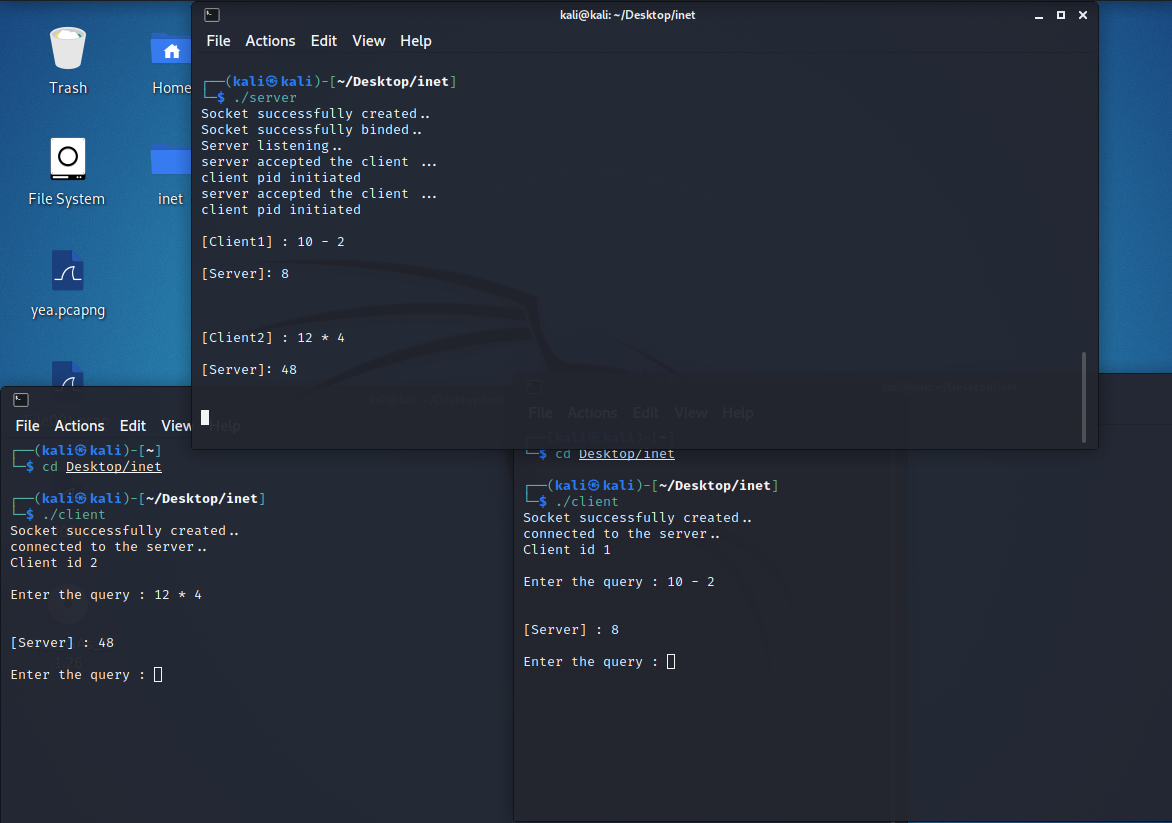 Trash
Home
File System
inet
yea.pcapng
kali@kali: ~/Desktop/inet
File Actions Edit View Help
┌──(kali㉿kali)-[~/Desktop/inet]
└─$ ./server
Socket successfully created..
Socket successfully binded..
Server listening..
server accepted the client ...
client pid initiated
server accepted the client ...
client pid initiated
[Client1] : 10 - 2
[Server]: 8
[Client2] : 12 * 4
[Server]: 48
File Actions Edit View Help
┌──(kali㉿kali)-[~]
└─$ cd Desktop/inet
┌──(kali㉿kali)-[~/Desktop/inet]
└─$ ./client
Socket successfully created..
connected to the server..
Client id 2
Enter the query : 12 * 4
[Server] : 48
Enter the query :
File Actions Edit View Help
┌──(kali㉿kali)-[~]
└─$ cd Desktop/inet
┌──(kali㉿kali)-[~/Desktop/inet]
└─$ ./client
Socket successfully created..
connected to the server..
Client id 1
Enter the query : 10 - 2
[Server] : 8
Enter the query :